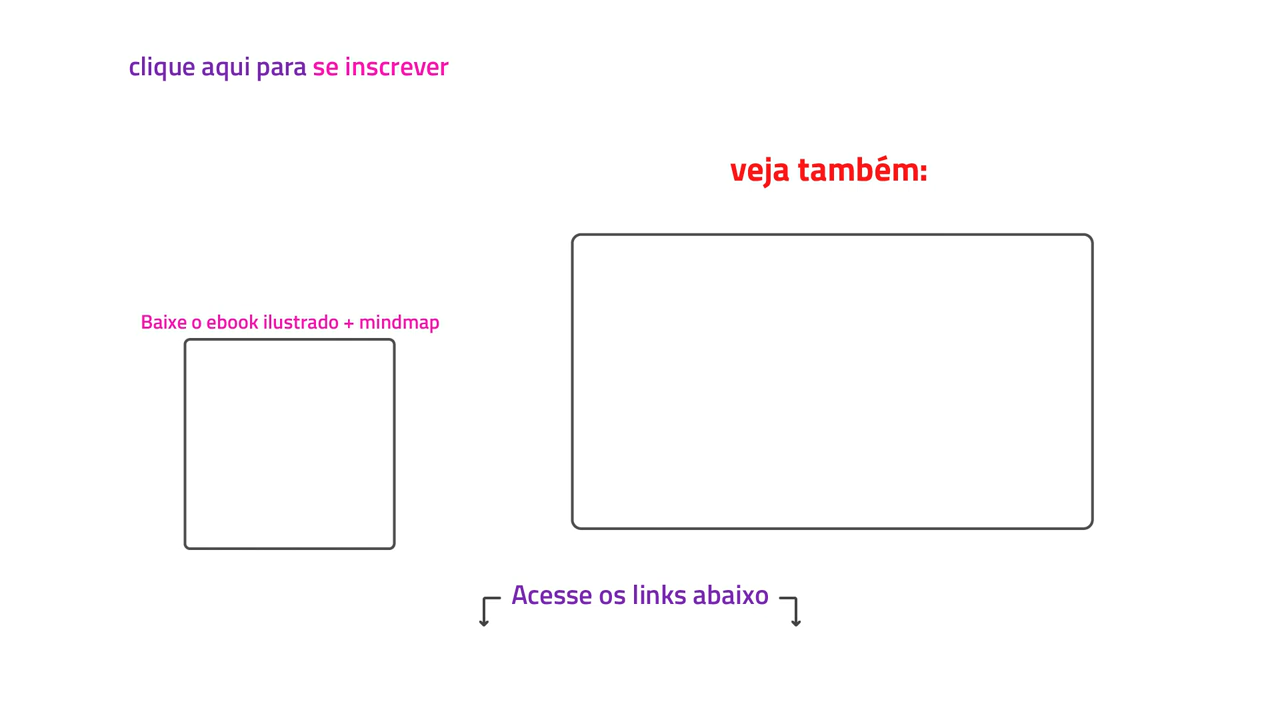 clique aqui para se inscrever
veja também:
Baixe o ebook ilustrado + mindmap
Acesse os links abaixo